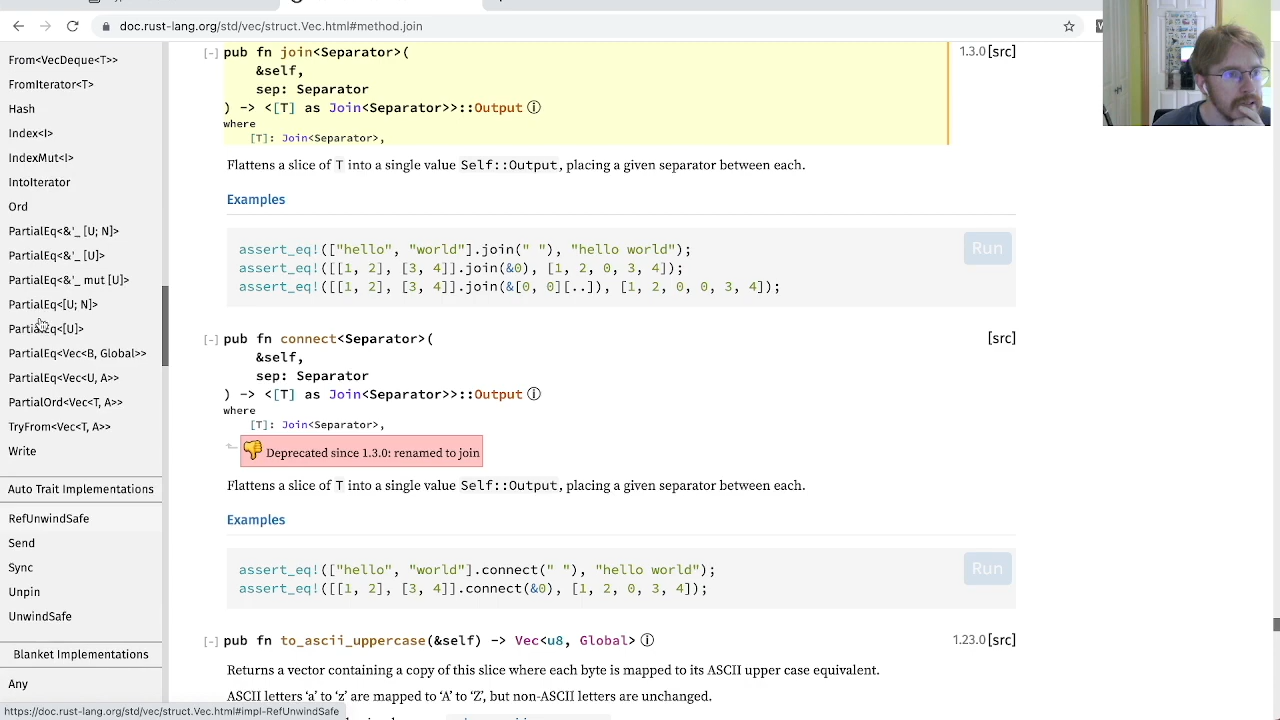 doc.rust-lang.org/std/vec/struct.Vec.html#method.join
From<VecDeque<T>>
FromIterator<T>
Hash
Index<I>
IndexMut<I>
IntoIterator
Ord
PartialEq<&'_ [U; N]>
PartialEq<&'_ [U]>
PartialEq<&'_ mut [U]>
PartialEq<[U; N]>
PartialEq<[U]>
PartialEq<Vec<B, Global>>
PartialEq<Vec<U, A>>
PartialOrd<Vec<T, A>>
TryFrom<Vec<T, A>>
Write
Auto Trait Implementations
RefUnwindSafe
Send
Sync
Unpin
UnwindSafe
Blanket Implementations
Any
https://doc.rust-lang.org/std/vec/struct.Vec.html#impl-RefUnwindSafe
[-] pub fn join<Separator>( 1.3.0 [src]
&self,
sep: Separator
) -> <[T] as Join<Separator>>::Output ⓘ
where
[T]: Join<Separator>,
Flattens a slice of T into a single value Self::Output, placing a given separator between each.
Examples
Run
assert_eq!(["hello", "world"].join(" "), "hello world");
assert_eq!([[1, 2], [3, 4]].join(&0), [1, 2, 0, 3, 4]);
assert_eq!([[1, 2], [3, 4]].join(&[0, 0][..]), [1, 2, 0, 0, 3, 4]);
[-] pub fn connect<Separator>( [src]
&self,
sep: Separator
) -> <[T] as Join<Separator>>::Output ⓘ
where
[T]: Join<Separator>,
👎 Deprecated since 1.3.0: renamed to join
Flattens a slice of T into a single value Self::Output, placing a given separator between each.
Examples
Run
assert_eq!(["hello", "world"].connect(" "), "hello world");
assert_eq!([[1, 2], [3, 4]].connect(&0), [1, 2, 0, 3, 4]);
[-] pub fn to_ascii_uppercase(&self) -> Vec<u8, Global> ⓘ 1.23.0 [src]
Returns a vector containing a copy of this slice where each byte is mapped to its ASCII upper case equivalent.
ASCII letters 'a' to 'z' are mapped to 'A' to 'Z', but non-ASCII letters are unchanged.